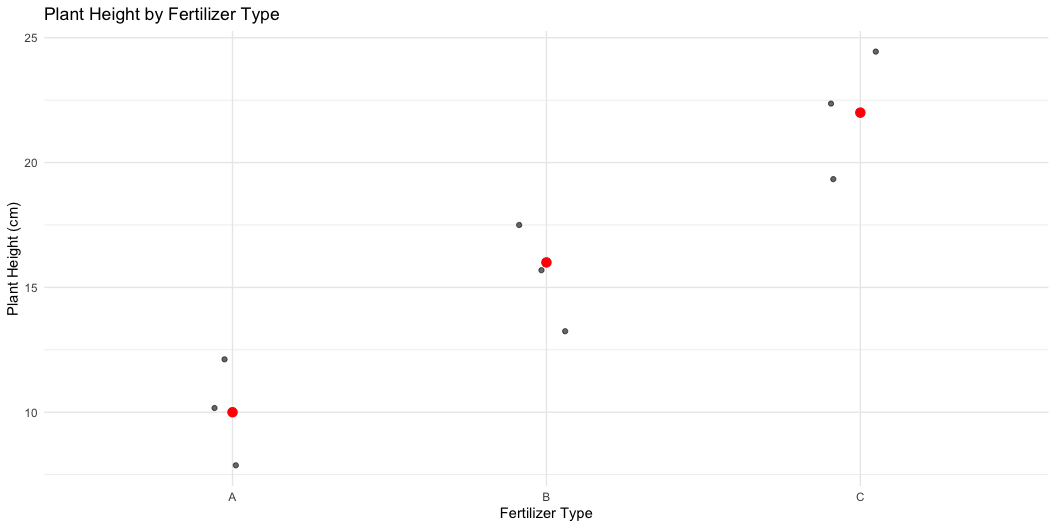 Plant Height by Fertilizer Type
25
20
15
10
Plant Height (cm)
A
B
C
Fertilizer Type